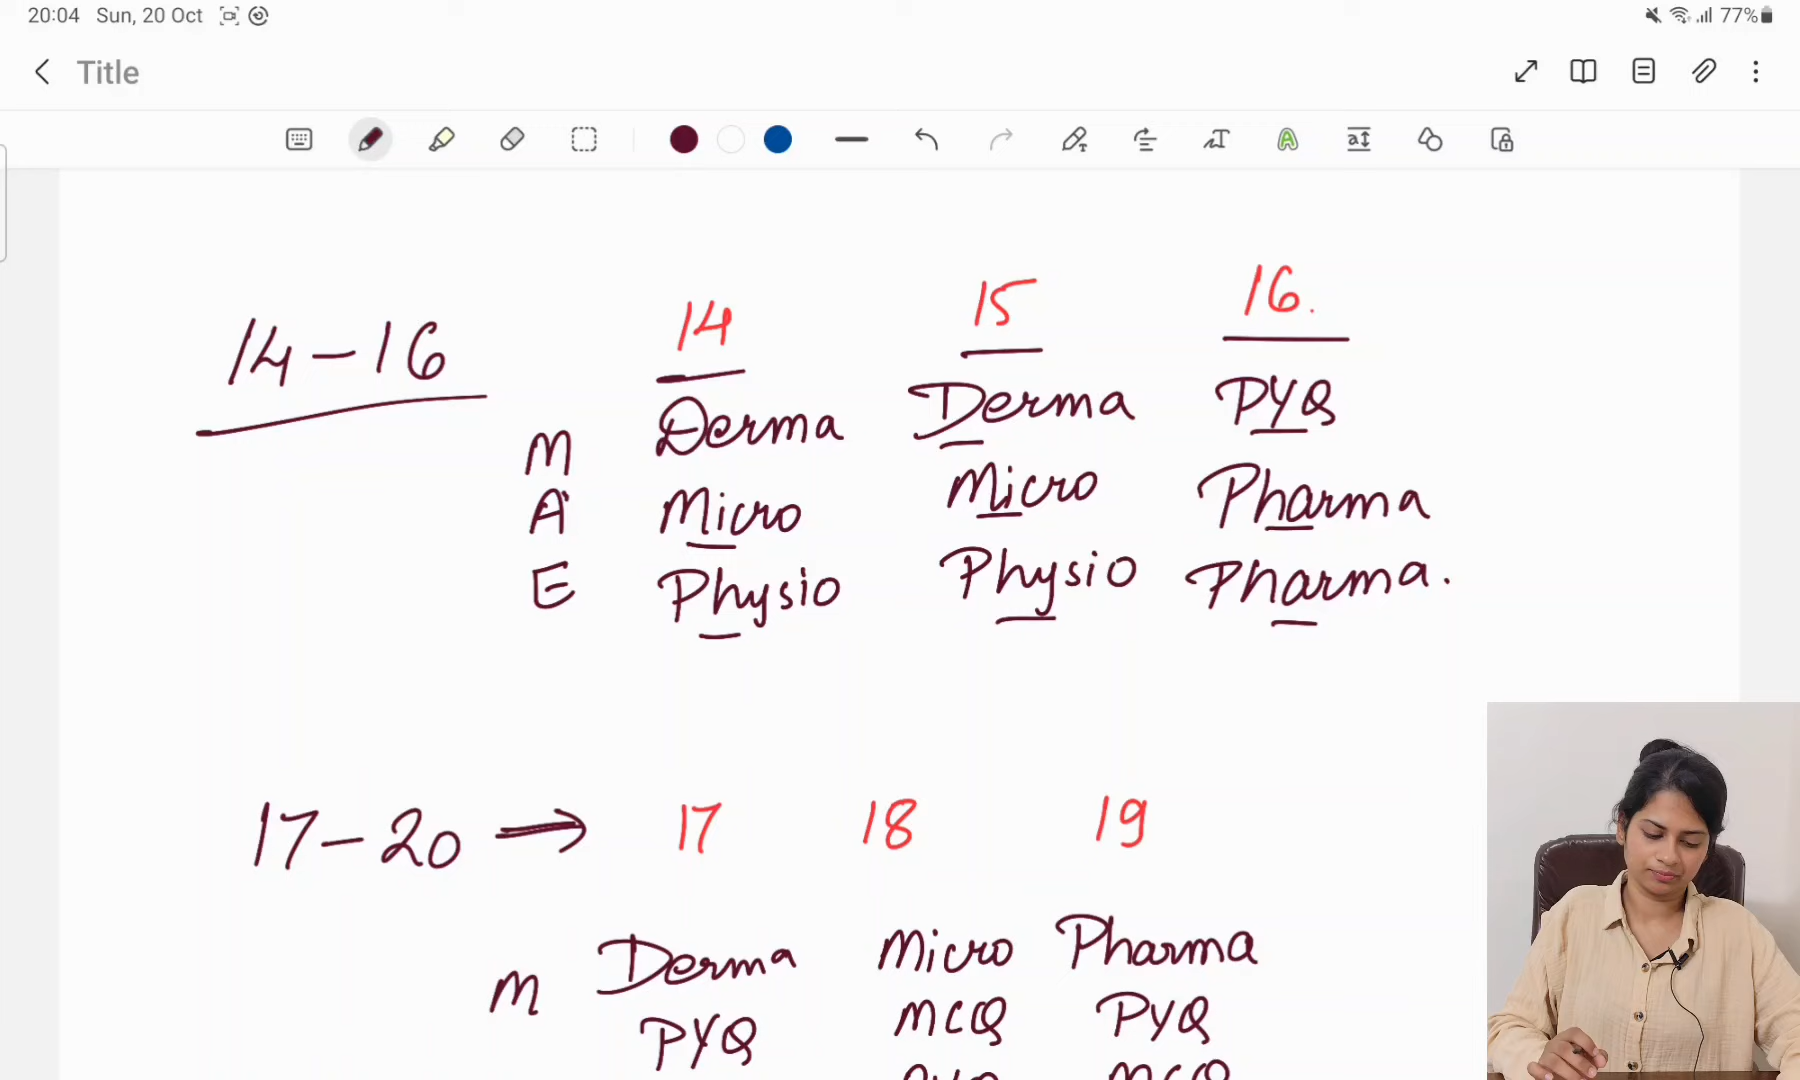 20:04 Sun, 20 Oct 77%
Title
14-16 14 15 16.
M Derma Derma PYQ
A Micro Micro Pharma
E Physio Physio Pharma.
17-20 → 17 18 19
M Derma Micro Pharma
PYQ MCQ PYQ
MCQ